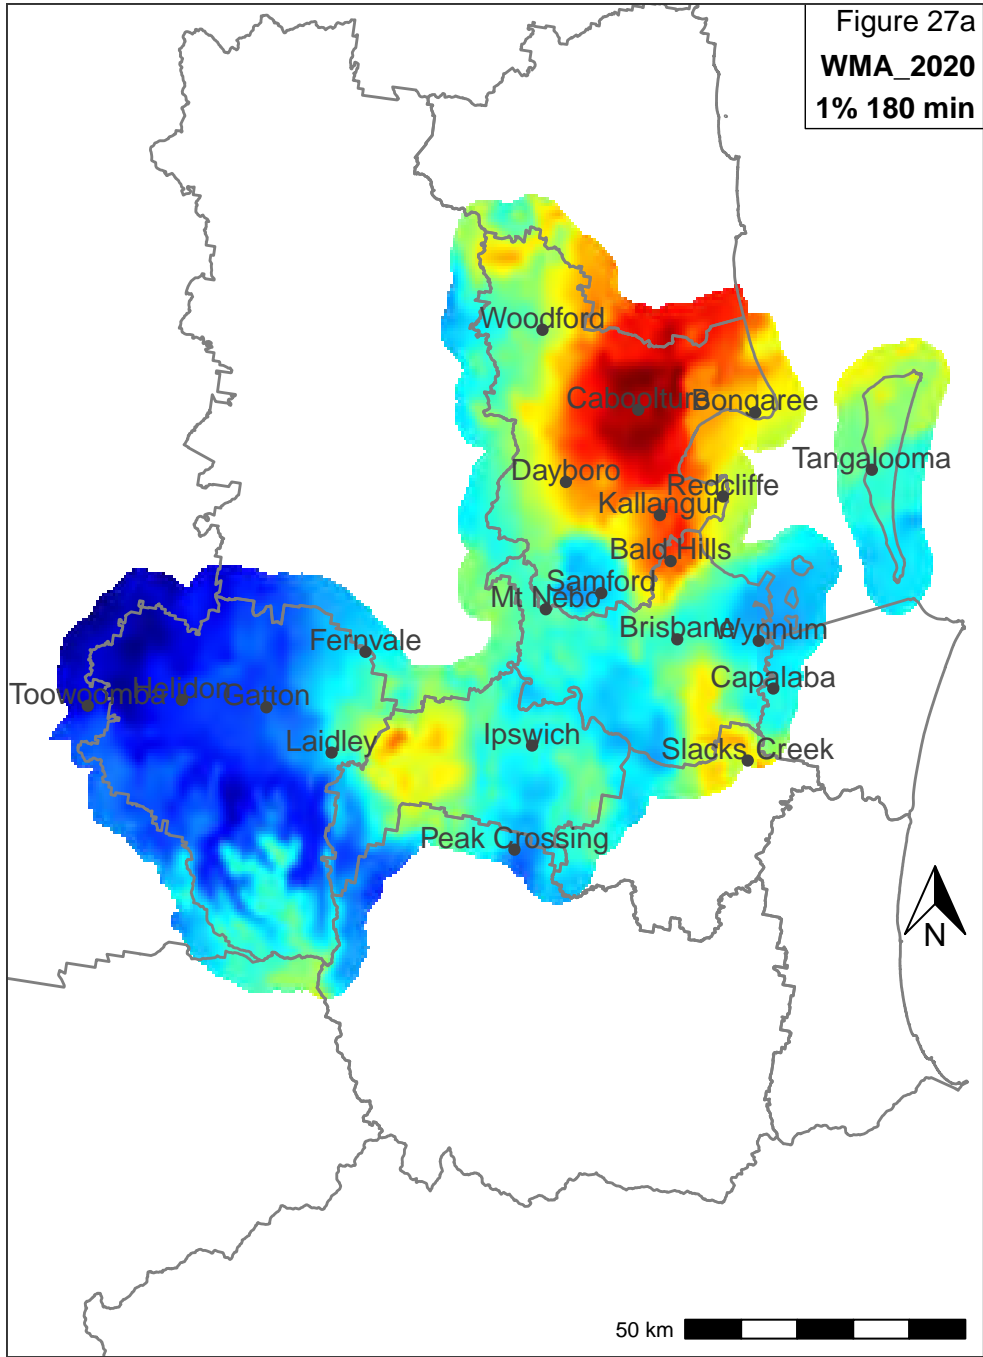 Figure 27a
WMA_2020
1% 180 min
Woodford
Caboolture
Bongaree
Tangalooma
Dayboro
Redcliffe
Kallangur
Bald Hills
Samford
Mt Nebo
Brisbane
Wynnum
Fernvale
Capalaba
Toowoomba
Helidon
Gatton
Laidley
Ipswich
Slacks Creek
Peak Crossing
N
50 km